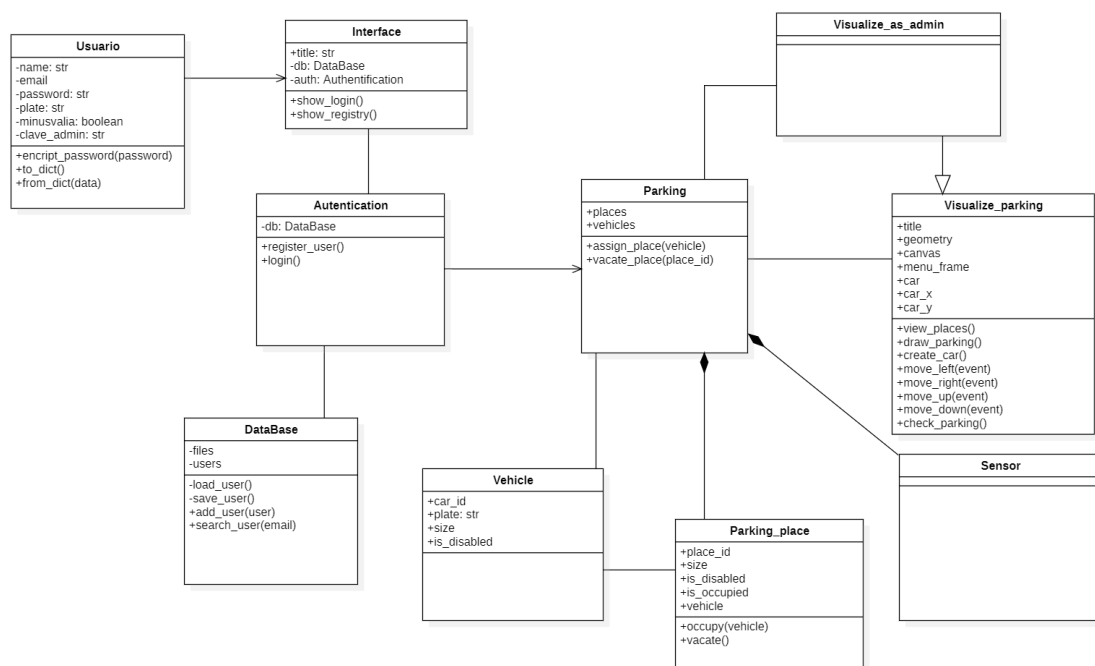 Usuario
-name: str
-email
-password: str
-plate: str
-minusvalia: boolean
-clave_admin: str
+encript_password(password)
+to_dict()
+from_dict(data)
Interface
+title: str
-db: DataBase
-auth: Authentification
+show_login()
+show_registry()
Visualize_as_admin
Autentication
-db: DataBase
+register_user()
+login()
Parking
+places
+vehicles
+assign_place(vehicle)
+vacate_place(place_id)
Visualize_parking
+title
+geometry
+canvas
+menu_frame
+car
+car_x
+car_y
+view_places()
+draw_parking()
+create_car()
+move_left(event)
+move_right(event)
+move_up(event)
+move_down(event)
+check_parking()
DataBase
-files
-users
-load_user()
-save_user()
+add_user(user)
+search_user(email)
Vehicle
+car_id
+plate: str
+size
+is_disabled
Parking_place
+place_id
+size
+is_disabled
+is_occupied
+vehicle
+occupy(vehicle)
+vacate()
Sensor